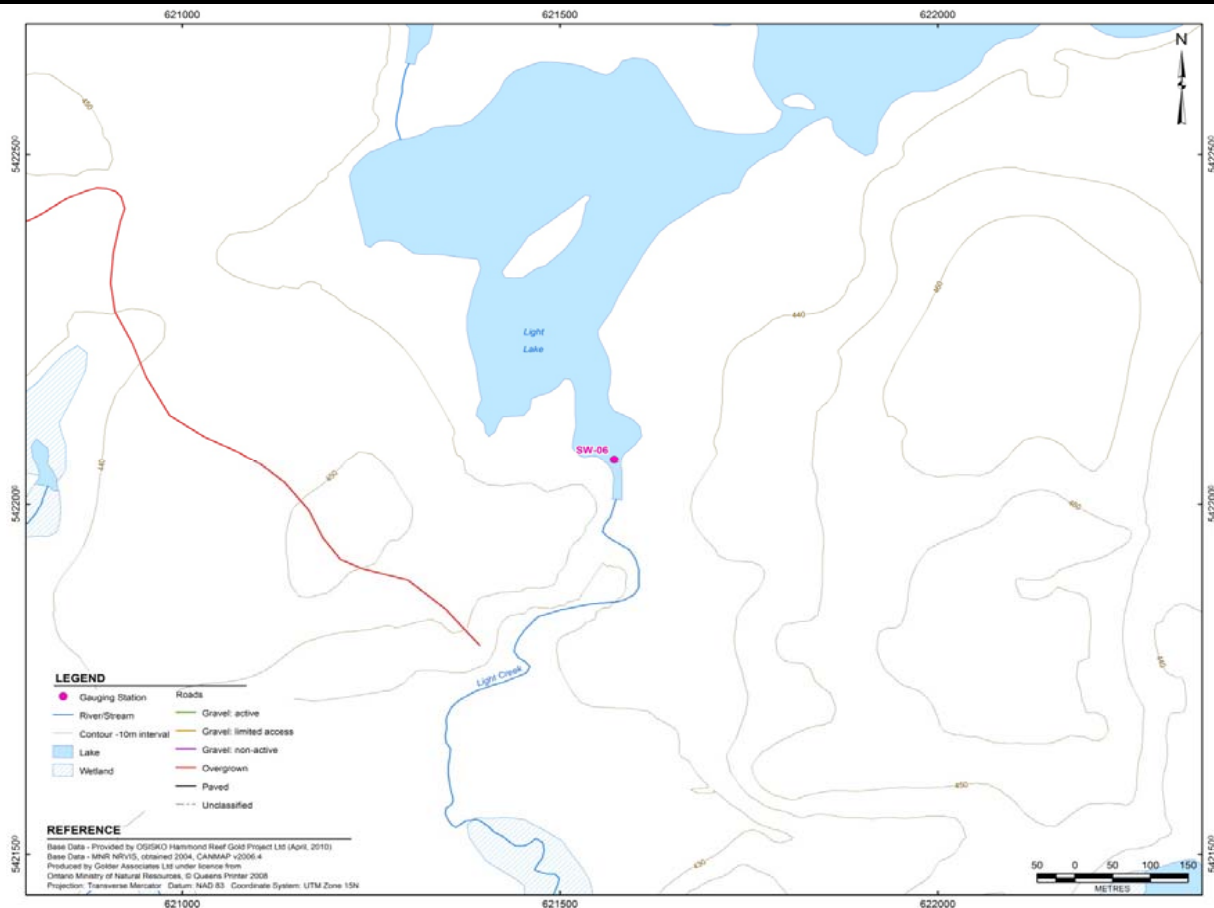 621000
621500
622000
N
5422500
5422500
450
440
460
Light
Lake
SW-06
440
450
450
5422000
5422000
440
Light Creek
450
430
LEGEND
Gauging Station
River/Stream
Contour -10m interval
Lake
Wetland
Roads
Gravel: active
Gravel: limited access
Gravel: non-active
Overgrown
Paved
Unclassified
REFERENCE
Base Data - Provided by OSISKO Hammond Reef Gold Project Ltd (April, 2010)
Base Data - MNR NRVIS, obtained 2004, CANMAP v2006.4
Produced by Golder Associates Ltd under licence from
Ontario Ministry of Natural Resources, © Queens Printer 2008
Projection: Transverse Mercator Datum: NAD 83 Coordinate System: UTM Zone 15N
50 0 50 100 150
METRES
5421500
5421500
621000
621500
622000